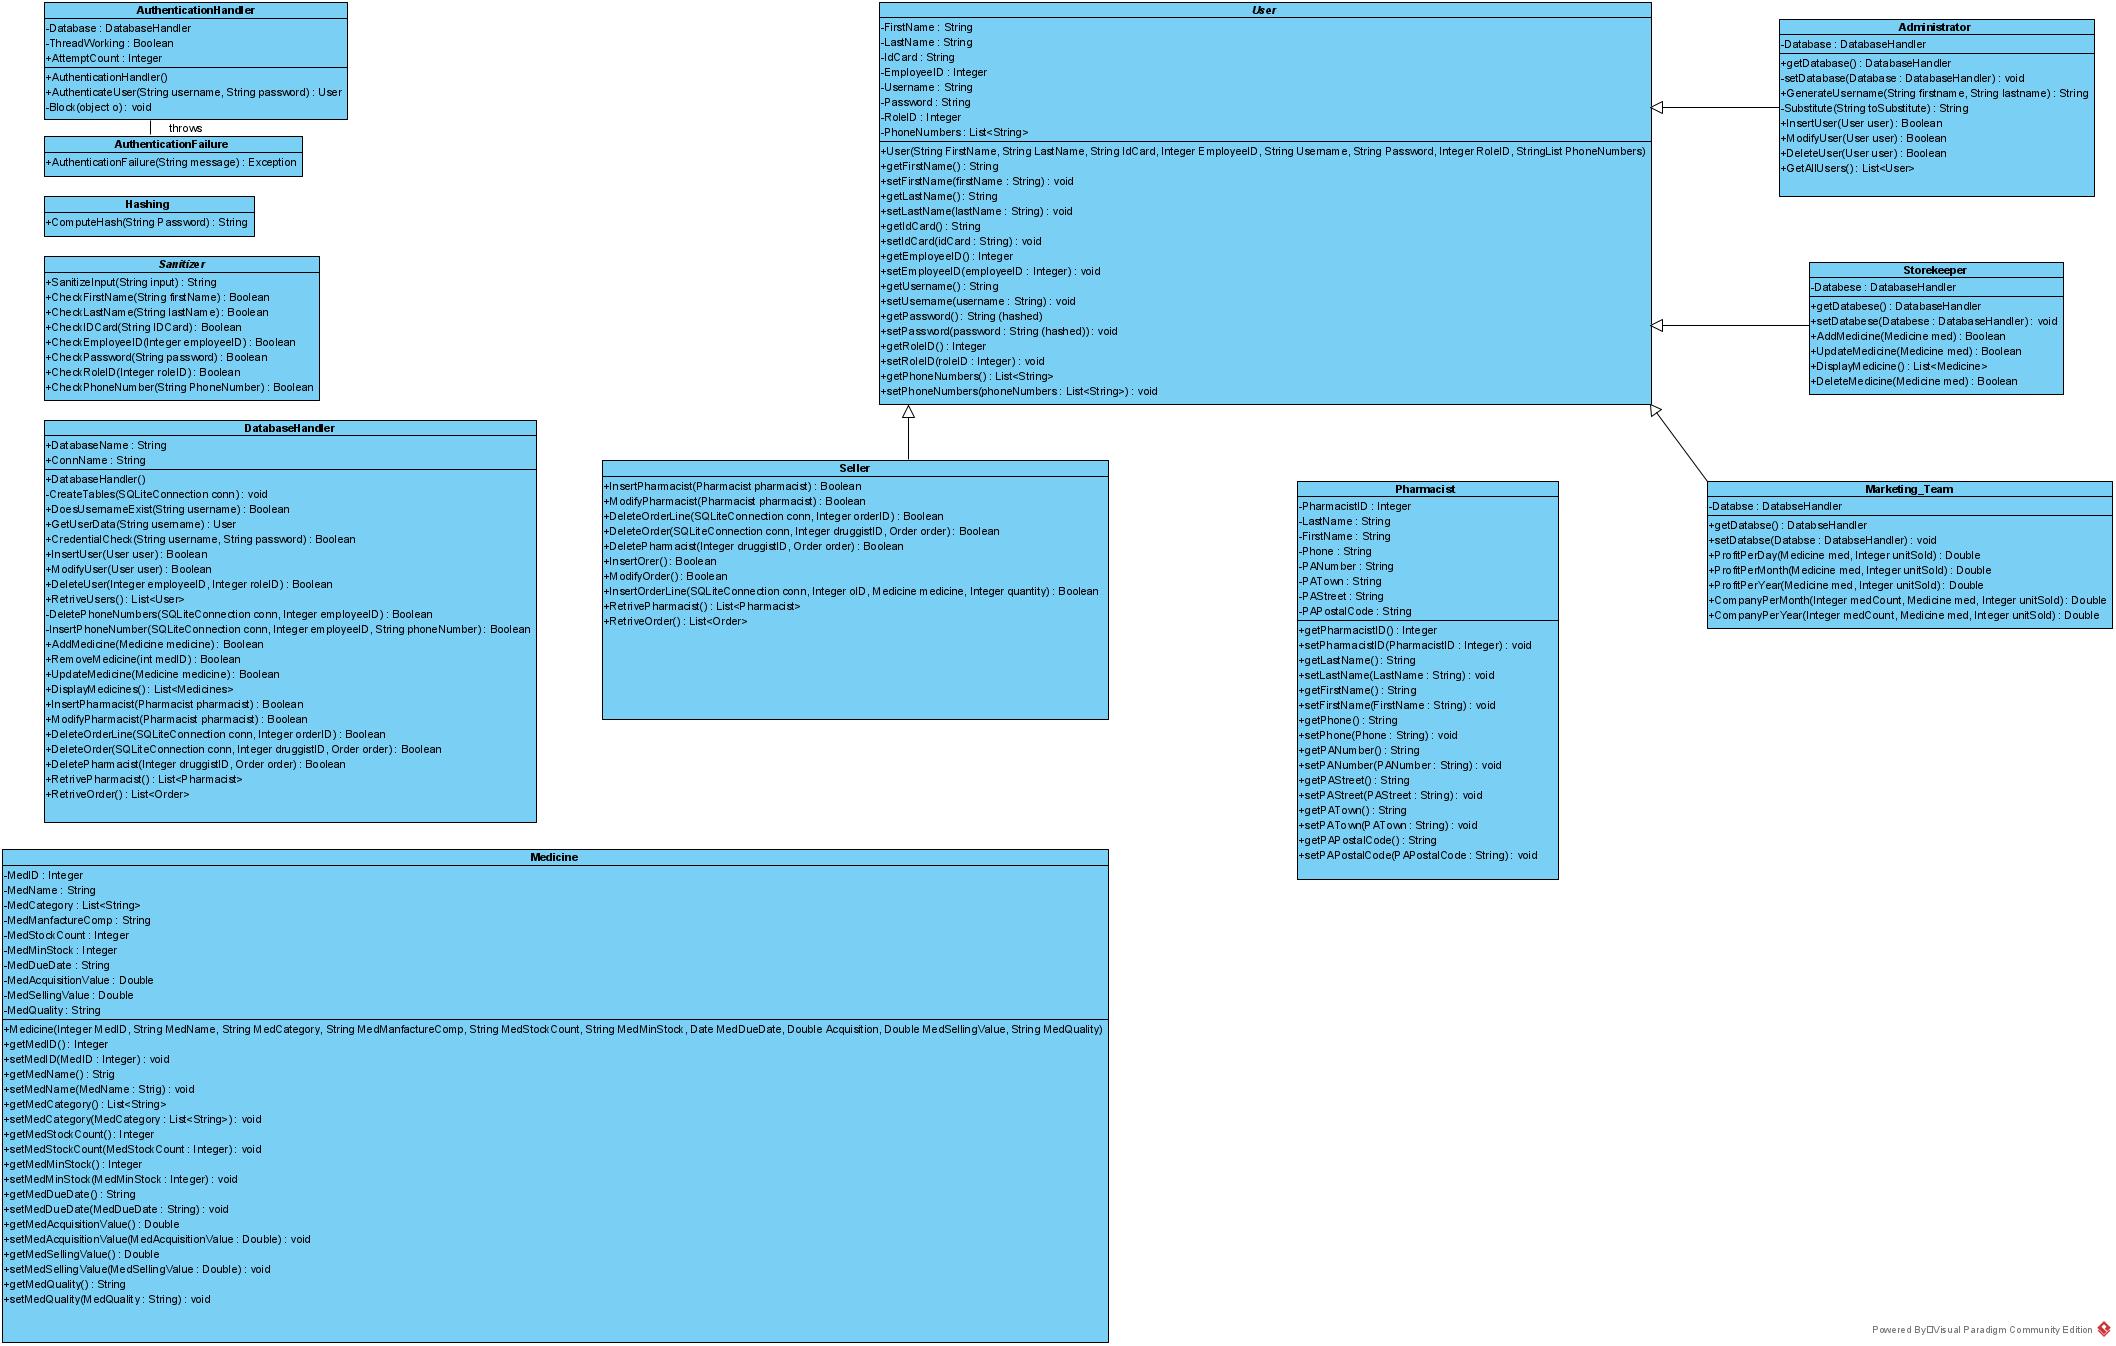 AuthenticationHandler
-Database : DatabaseHandler
-ThreadWorking : Boolean
+AttemptCount : Integer
+AuthenticationHandler()
+AuthenticateUser(String username, String password) : User
-Block(object o) : void
throws
AuthenticationFailure
+AuthenticationFailure(String message) : Exception
Hashing
+ComputeHash(String Password) : String
Sanitizer
+SanitizeInput(String input) : String
+CheckFirstName(String firstName) : Boolean
+CheckLastName(String lastName) : Boolean
+CheckIDCard(String IDCard) : Boolean
+CheckEmployeeID(Integer employeeID) : Boolean
+CheckPassword(String password) : Boolean
+CheckRoleID(Integer roleID) : Boolean
+CheckPhoneNumber(String PhoneNumber) : Boolean
DatabaseHandler
+DatabaseName : String
+ConnName : String
+DatabaseHandler()
-CreateTables(SQLiteConnection conn) : void
+DoesUsernameExist(String username) : Boolean
+GetUserData(String username) : User
+CredentialCheck(String username, String password) : Boolean
+InsertUser(User user) : Boolean
+ModifyUser(User user) : Boolean
+DeleteUser(Integer employeeID, Integer roleID) : Boolean
+RetriveUsers() : List<User>
-DeletePhoneNumbers(SQLiteConnection conn, Integer employeeID) : Boolean
-InsertPhoneNumber(SQLiteConnection conn, Integer employeeID, String phoneNumber) : Boolean
+AddMedicine(Medicine medicine) : Boolean
+RemoveMedicine(int medID) : Boolean
+UpdateMedicine(Medicine medicine) : Boolean
+DisplayMedicines() : List<Medicines>
+InsertPharmacist(Pharmacist pharmacist) : Boolean
+ModifyPharmacist(Pharmacist pharmacist) : Boolean
+DeleteOrderLine(SQLiteConnection conn, Integer orderID) : Boolean
+DeleteOrder(SQLiteConnection conn, Integer druggistID, Order order) : Boolean
+DeletePharmacist(Integer druggistID, Order order) : Boolean
+RetrivePharmacist() : List<Pharmacist>
+RetriveOrder() : List<Order>
User
-FirstName : String
-LastName : String
-IdCard : String
-EmployeeID : Integer
-Username : String
-Password : String
-RoleID : Integer
-PhoneNumbers : List<String>
+User(String FirstName, String LastName, String IdCard, Integer EmployeeID, String Username, String Password, Integer RoleID, StringList PhoneNumbers)
+getFirstName() : String
+setFirstName(firstName : String) : void
+getLastName() : String
+setLastName(lastName : String) : void
+getIdCard() : String
+setIdCard(idCard : String) : void
+getEmployeeID() : Integer
+setEmployeeID(employeeID : Integer) : void
+getUsername() : String
+setUsername(username : String) : void
+getPassword() : String (hashed)
+setPassword(password : String (hashed)) : void
+getRoleID() : Integer
+setRoleID(roleID : Integer) : void
+getPhoneNumbers() : List<String>
+setPhoneNumbers(phoneNumbers : List<String>) : void
Administrator
-Database : DatabaseHandler
+getDatabase() : DatabaseHandler
-setDatabase(Database : DatabaseHandler) : void
+GenerateUsername(String firstname, String lastname) : String
-Substitute(String toSubstitute) : String
+InsertUser(User user) : Boolean
+ModifyUser(User user) : Boolean
+DeleteUser(User user) : Boolean
+GetAllUsers() : List<User>
Storekeeper
-Databese : DatabaseHandler
+getDatabese() : DatabaseHandler
+setDatabese(Databese : DatabaseHandler) : void
+AddMedicine(Medicine med) : Boolean
+UpdateMedicine(Medicine med) : Boolean
+DisplayMedicine() : List<Medicine>
+DeleteMedicine(Medicine med) : Boolean
Seller
+InsertPharmacist(Pharmacist pharmacist) : Boolean
+ModifyPharmacist(Pharmacist pharmacist) : Boolean
+DeleteOrderLine(SQLiteConnection conn, Integer orderID) : Boolean
+DeleteOrder(SQLiteConnection conn, Integer druggistID, Order order) : Boolean
+DeletePharmacist(Integer druggistID, Order order) : Boolean
+InsertOrer() : Boolean
+ModifyOrder() : Boolean
+InsertOrderLine(SQLiteConnection conn, Integer oID, Medicine medicine, Integer quantity) : Boolean
+RetrivePharmacist() : List<Pharmacist>
+RetriveOrder() : List<Order>
Pharmacist
-PharmacistID : Integer
-LastName : String
-FirstName : String
-Phone : String
-PANumber : String
-PATown : String
-PAStreet : String
-PAPostalCode : String
+getPharmacistID() : Integer
+setPharmacistID(PharmacistID : Integer) : void
+getLastName() : String
+setLastName(LastName : String) : void
+getFirstName() : String
+setFirstName(FirstName : String) : void
+getPhone() : String
+setPhone(Phone : String) : void
+getPANumber() : String
+setPANumber(PANumber : String) : void
+getPAStreet() : String
+setPAStreet(PAStreet : String) : void
+getPATown() : String
+setPATown(PATown : String) : void
+getPAPostalCode() : String
+setPAPostalCode(PAPostalCode : String) : void
Marketing_Team
-Databse : DatabseHandler
+getDatabse() : DatabseHandler
+setDatabse(Databse : DatabseHandler) : void
+ProfitPerDay(Medicine med, Integer unitSold) : Double
+ProfitPerMonth(Medicine med, Integer unitSold) : Double
+ProfitPerYear(Medicine med, Integer unitSold) : Double
+CompanyPerMonth(Integer medCount, Medicine med, Integer unitSold) : Double
+CompanyPerYear(Integer medCount, Medicine med, Integer unitSold) : Double
Medicine
-MedID : Integer
-MedName : String
-MedCategory : List<String>
-MedManfactureComp : String
-MedStockCount : Integer
-MedMinStock : Integer
-MedDueDate : String
-MedAcquisitionValue : Double
-MedSellingValue : Double
-MedQuality : String
+Medicine(Integer MedID, String MedName, String MedCategory, String MedManfactureComp, String MedStockCount, String MedMinStock, Date MedDueDate, Double Acquisition, Double MedSellingValue, String MedQuality)
+getMedID() : Integer
+setMedID(MedID : Integer) : void
+getMedName() : Strig
+setMedName(MedName : Strig) : void
+getMedCategory() : List<String>
+setMedCategory(MedCategory : List<String>) : void
+getMedStockCount() : Integer
+setMedStockCount(MedStockCount : Integer) : void
+getMedMinStock() : Integer
+setMedMinStock(MedMinStock : Integer) : void
+getMedDueDate() : String
+setMedDueDate(MedDueDate : String) : void
+getMedAcquisitionValue() : Double
+setMedAcquisitionValue(MedAcquisitionValue : Double) : void
+getMedSellingValue() : Double
+setMedSellingValue(MedSellingValue : Double) : void
+getMedQuality() : String
+setMedQuality(MedQuality : String) : void
Powered By□Visual Paradigm Community Edition